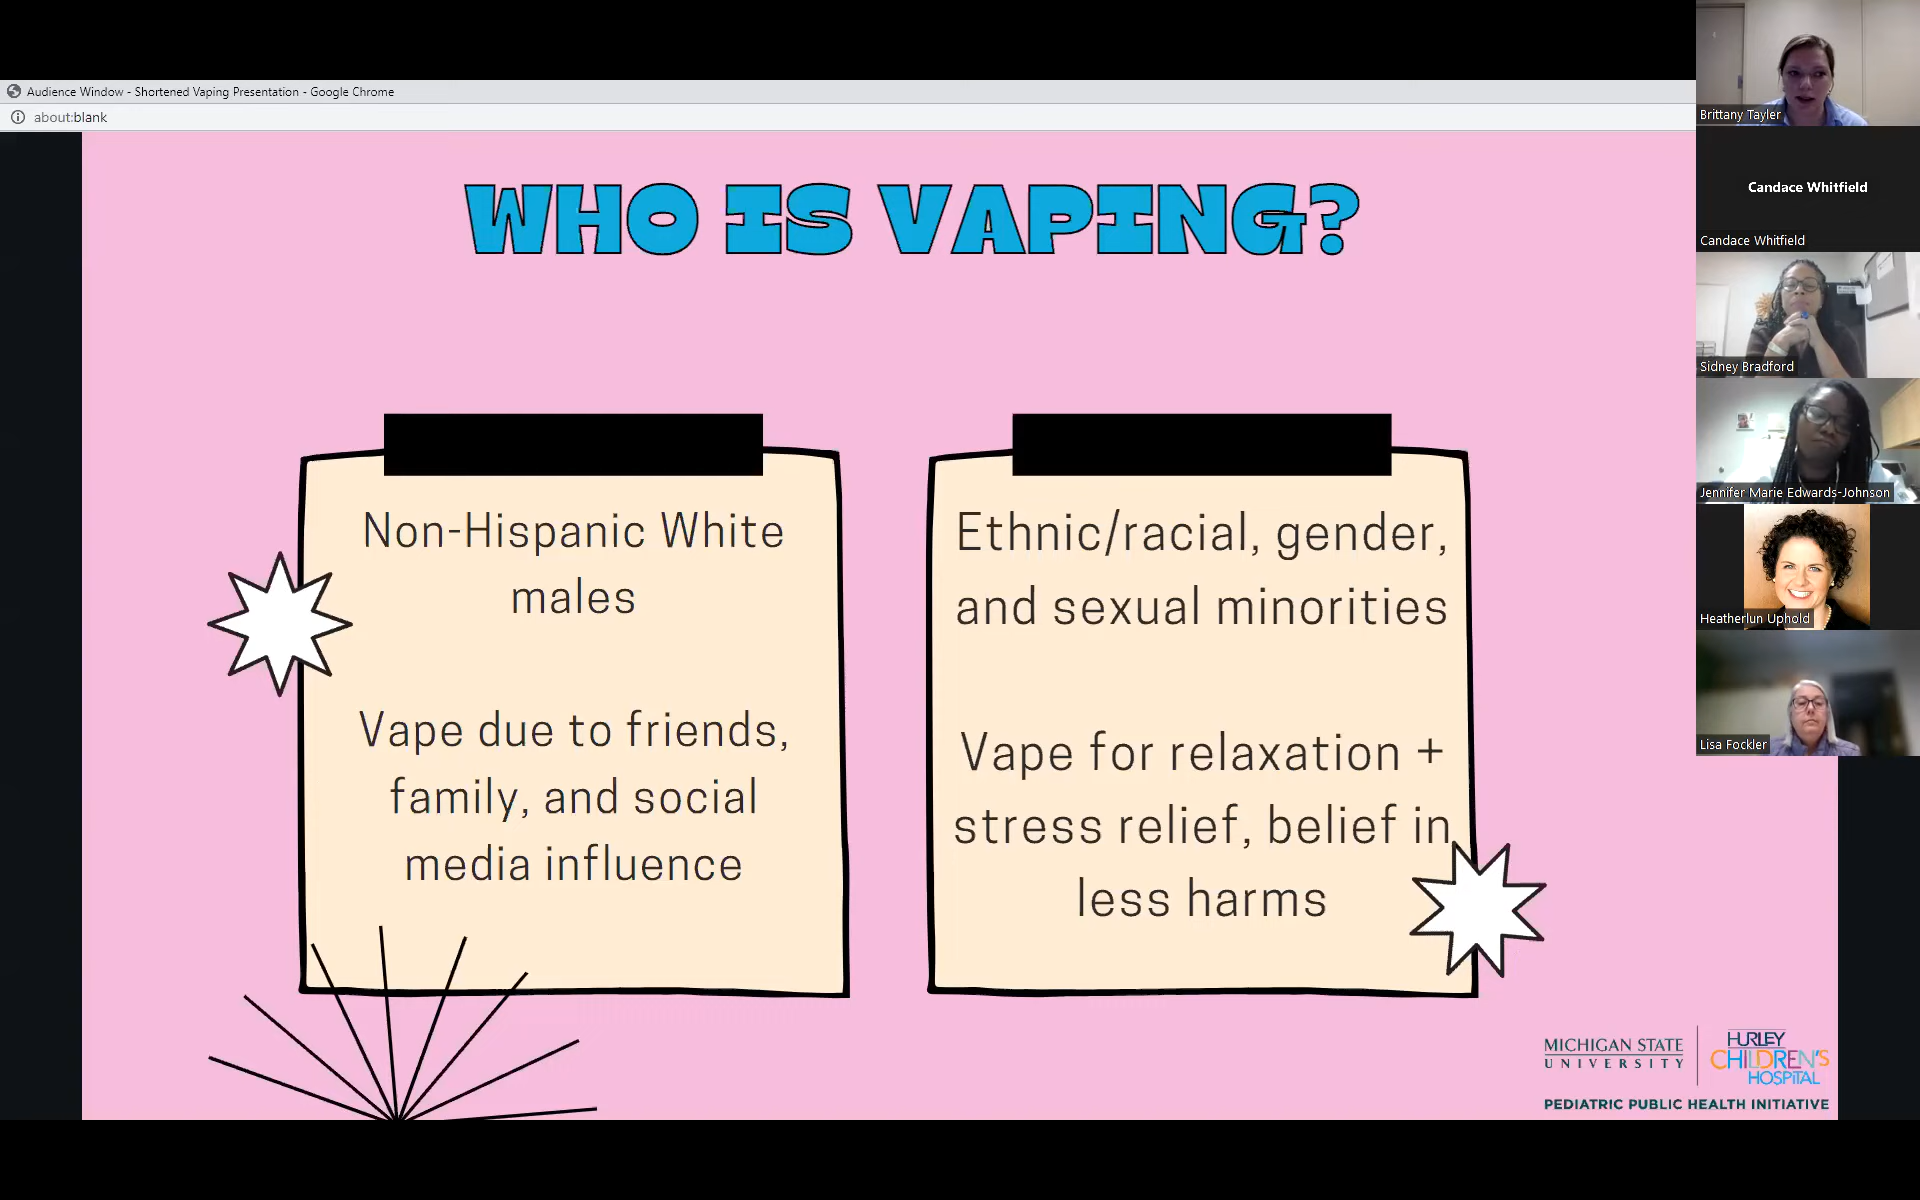 Audience Window - Shortened Vaping Presentation - Google Chrome
about:blank
WHO IS VAPING?
Non-Hispanic White
males
Vape due to friends,
family, and social
media influence
Ethnic/racial, gender,
and sexual minorities
Vape for relaxation +
stress relief, belief in
less harms
MICHIGAN STATE
UNIVERSITY
HURLEY
CHILDREN'S
HOSPITAL
PEDIATRIC PUBLIC HEALTH INITIATIVE
Brittany Tayler
Candace Whitfield
Candace Whitfield
Sidney Bradford
Jennifer Marie Edwards-Johnson
Heatherlun Uphold
Lisa Fockler